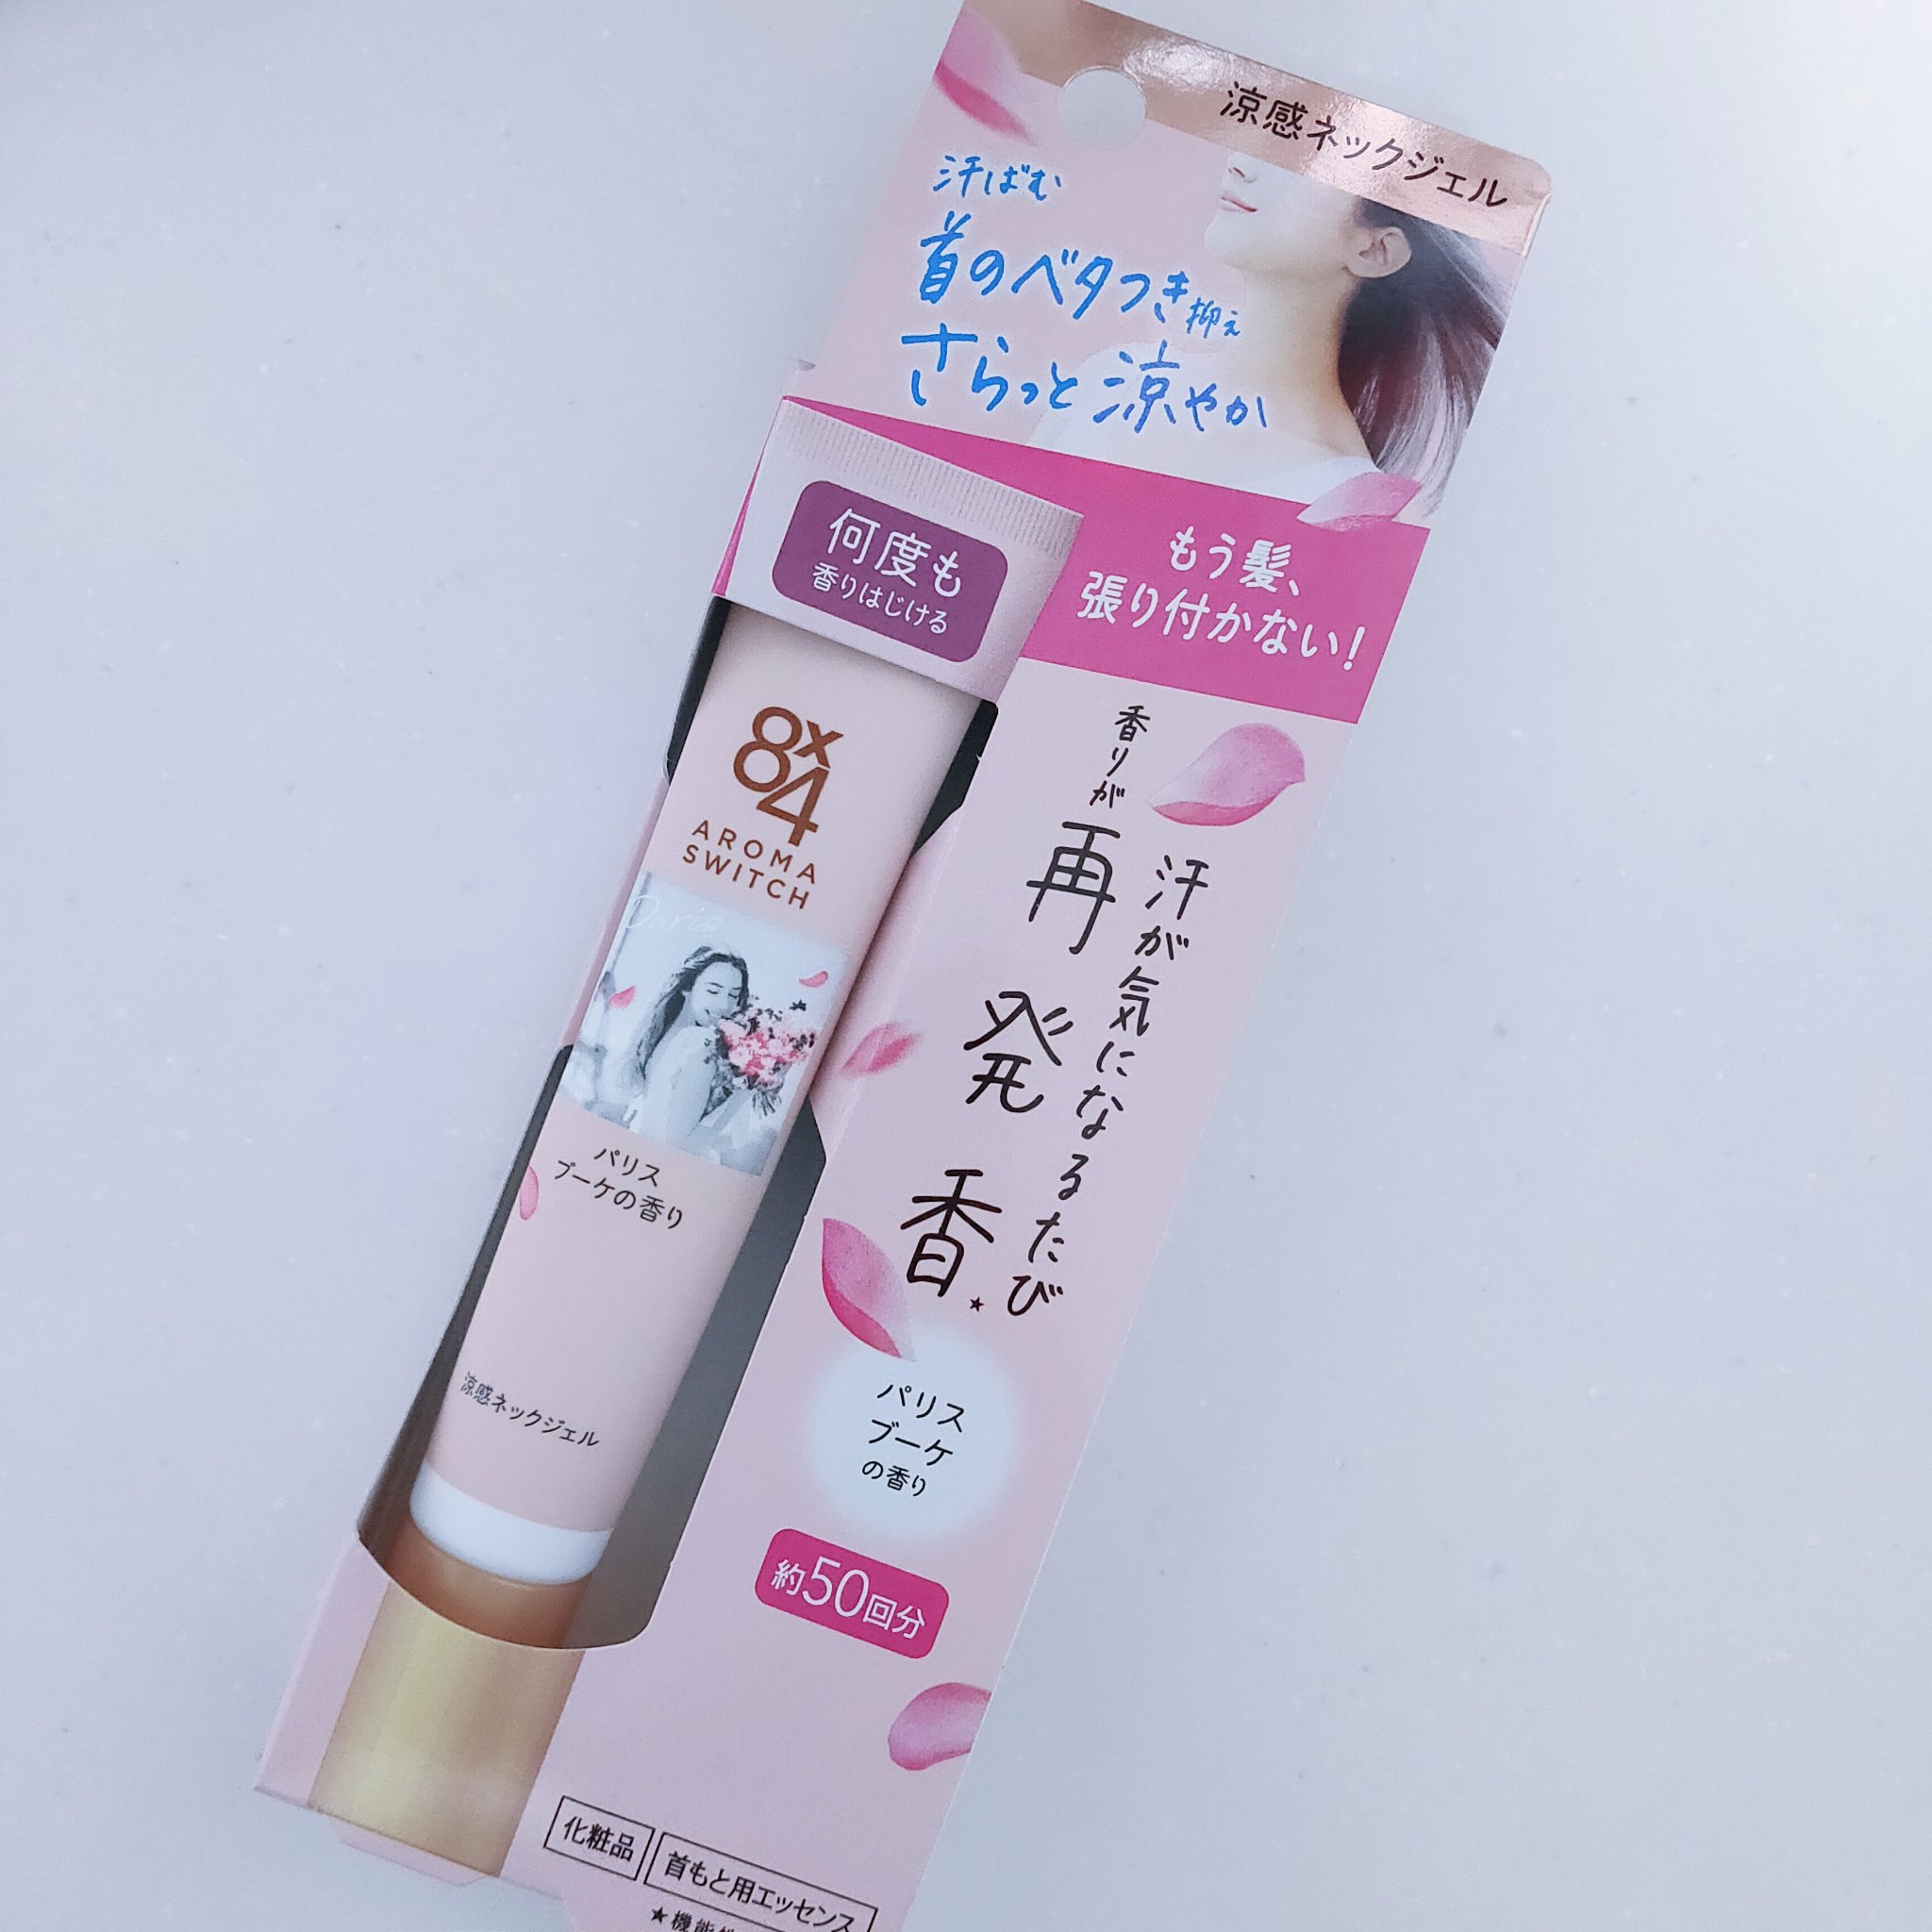 涼感ネックジェル
汗ばむ
首のベタつき抑え
さらっと涼やか
もう髪、
張り付かない!
何度も
香りはじける
8x4
AROMA
SWITCH
Paris
パリス
ブーケの香り
涼感ネックジェル
汗が気になるたび
香りが再発香★
パリス
ブーケ
の香り
約50回分
化粧品
首もと用エッセンス
★機能